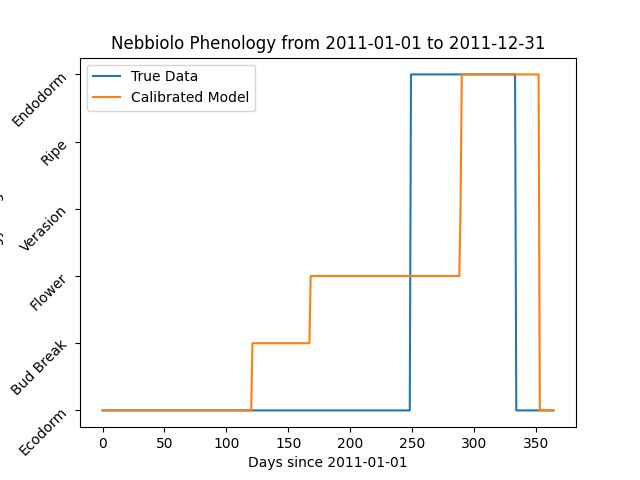 Nebbiolo Phenology from 2011-01-01 to 2011-12-31
True Data
Calibrated Model
Endodorm
Ripe
Verasion
Flower
Bud Break
Ecodorm
0 50 100 150 200 250 300 350
Days since 2011-01-01